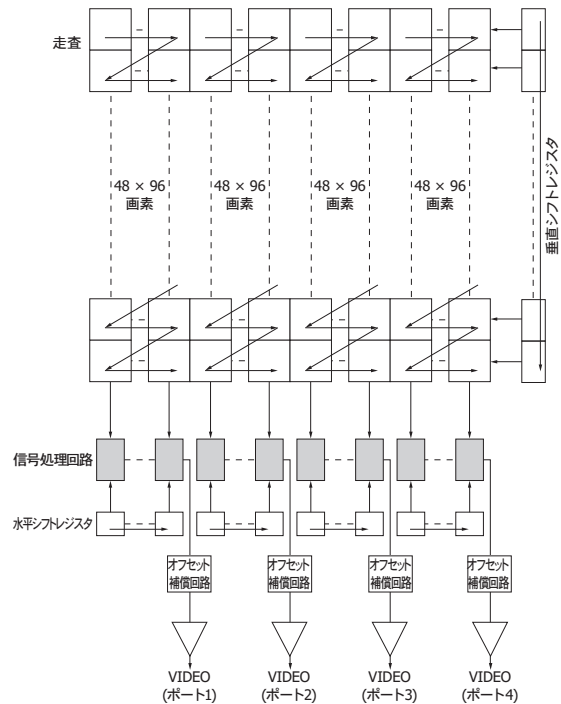 走査
48 × 96
画素
48 × 96
画素
48 × 96
画素
48 × 96
画素
垂直シフトレジスタ
信号処理回路
水平シフトレジスタ
オフセット
補償回路
オフセット
補償回路
オフセット
補償回路
オフセット
補償回路
VIDEO
(ポート1)
VIDEO
(ポート2)
VIDEO
(ポート3)
VIDEO
(ポート4)